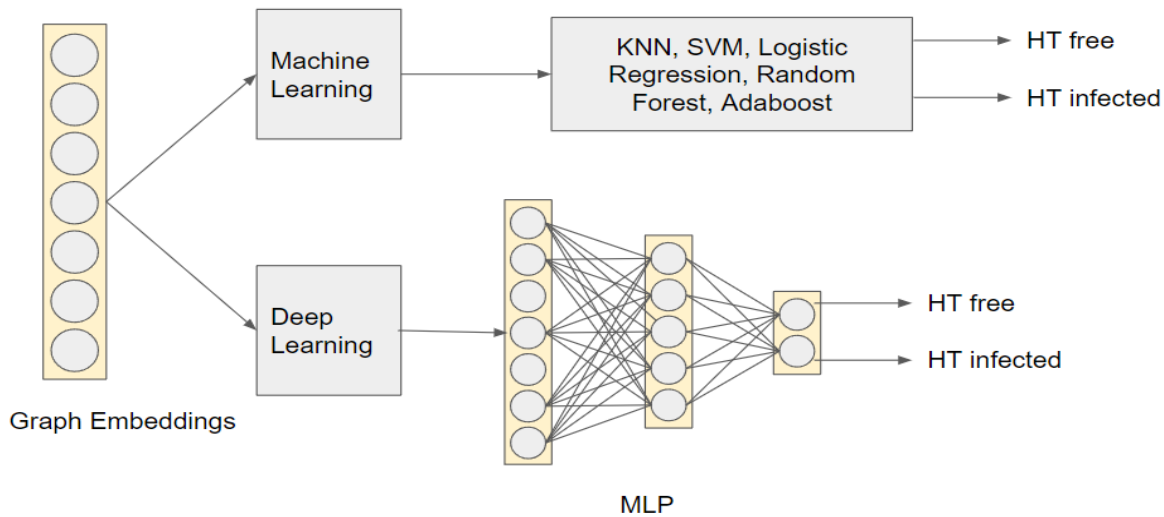 Machine
Learning
KNN, SVM, Logistic
Regression, Random
Forest, Adaboost
HT free
HT infected
Graph Embeddings
Deep
Learning
HT free
HT infected
MLP